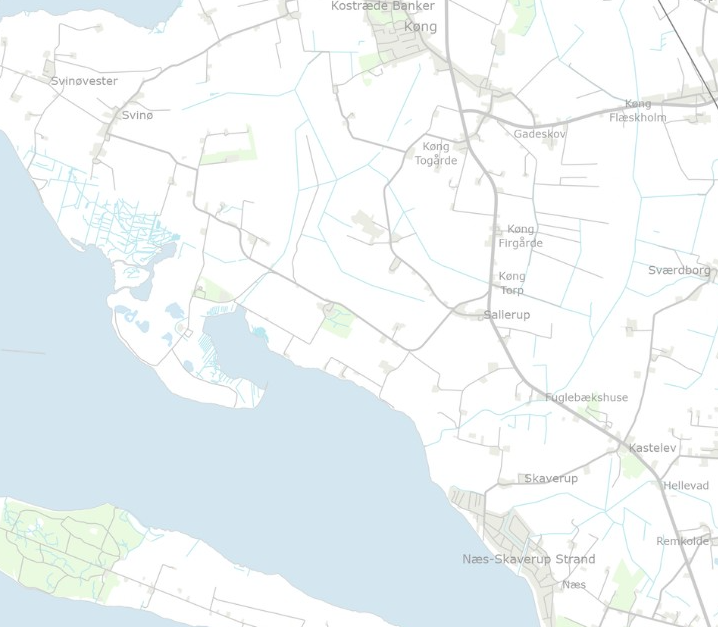 Kostræde Banker
Køng
Svinøvester
Svinø
Køng
Flæskholm
Gadeskov
Køng
Togårde
Køng
Firgårde
Sværdborg
Køng
Torp
Sallerup
Fuglebækshuse
Kastelev
Skaverup
Hellevad
Remkolde
Næs-Skaverup Strand
Næs